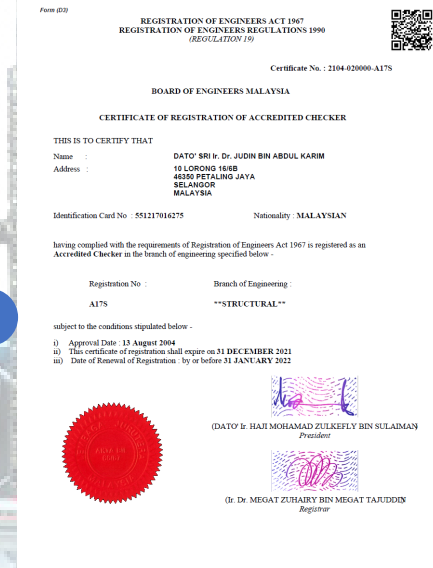 Form (D3)
REGISTRATION OF ENGINEERS ACT 1967
REGISTRATION OF ENGINEERS REGULATIONS 1990
(REGULATION 19)
Certificate No. : 2104-020000-A17S
BOARD OF ENGINEERS MALAYSIA
CERTIFICATE OF REGISTRATION OF ACCREDITED CHECKER
THIS IS TO CERTIFY THAT
Name : DATO' SRI Ir. Dr. JUDIN BIN ABDUL KARIM
Address : 10 LORONG 16/6B
46350 PETALING JAYA
SELANGOR
MALAYSIA
Identification Card No : 551217016275 Nationality : MALAYSIAN
having complied with the requirements of Registration of Engineers Act 1967 is registered as an
Accredited Checker in the branch of engineering specified below -
Registration No : Branch of Engineering :
A17S **STRUCTURAL**
subject to the conditions stipulated below -
i) Approval Date : 13 August 2004
ii) This certificate of registration shall expire on 31 DECEMBER 2021
iii) Date of Renewal of Registration : by or before 31 JANUARY 2022
(DATO' Ir. HAJI MOHAMAD ZULKEFLY BIN SULAIMAN)
President
(Ir. Dr. MEGAT ZUHAIRY BIN MEGAT TAJUDDIN)
Registrar